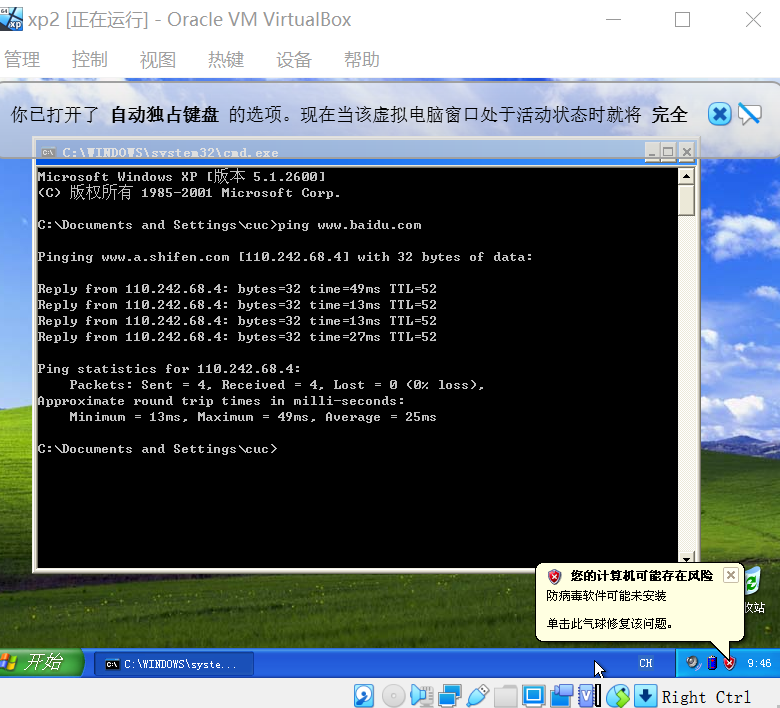 xp2 [正在运行] - Oracle VM VirtualBox
管理 控制 视图 热键 设备 帮助
你已打开了 自动独占键盘 的选项。现在当该虚拟电脑窗口处于活动状态时就将 完全
C:\WINDOWS\system32\cmd.exe
Microsoft Windows XP [版本 5.1.2600]
(C) 版权所有 1985-2001 Microsoft Corp.
C:\Documents and Settings\cuc>ping www.baidu.com
Pinging www.a.shifen.com [110.242.68.4] with 32 bytes of data:
Reply from 110.242.68.4: bytes=32 time=49ms TTL=52
Reply from 110.242.68.4: bytes=32 time=13ms TTL=52
Reply from 110.242.68.4: bytes=32 time=13ms TTL=52
Reply from 110.242.68.4: bytes=32 time=27ms TTL=52
Ping statistics for 110.242.68.4:
Packets: Sent = 4, Received = 4, Lost = 0 (0% loss),
Approximate round trip times in milli-seconds:
Minimum = 13ms, Maximum = 49ms, Average = 25ms
C:\Documents and Settings\cuc>
您的计算机可能存在风险
防病毒软件可能未安装
单击此气球修复该问题。
收站
开始 C:\WINDOWS\syste... CH 9:46
Right Ctrl